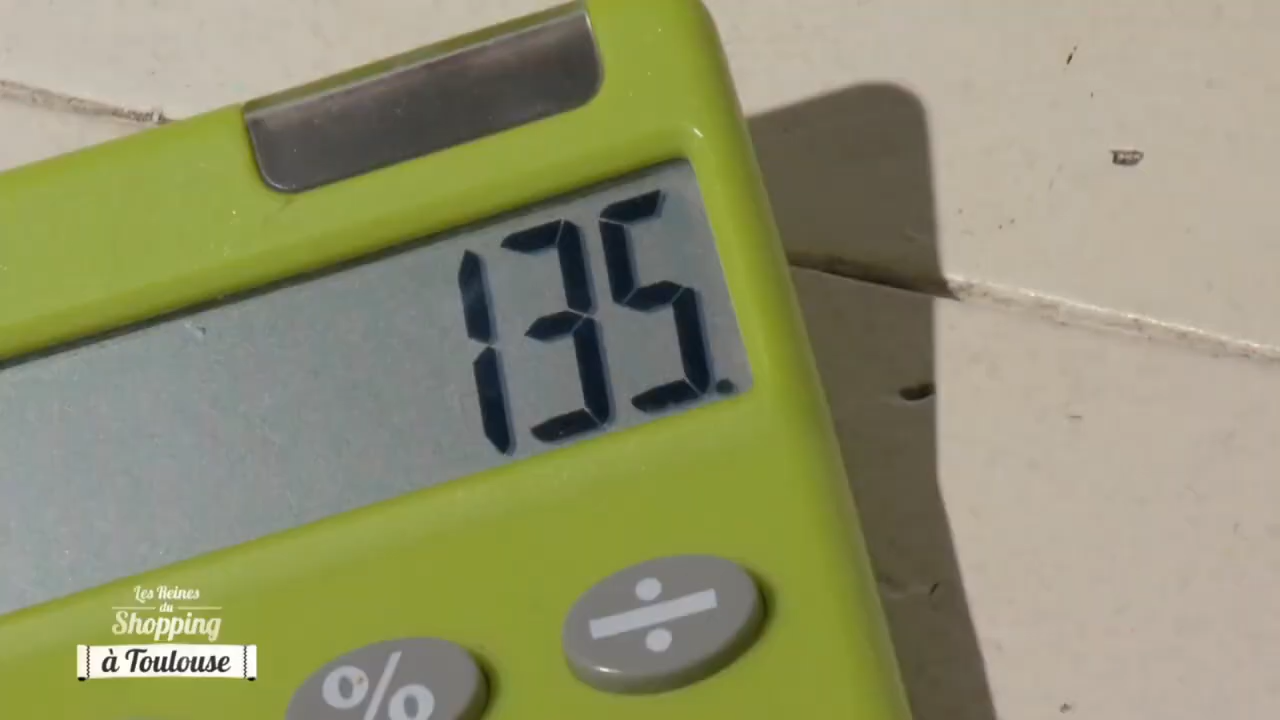 135.
÷
%
Les Reines
du
Shopping
à Toulouse